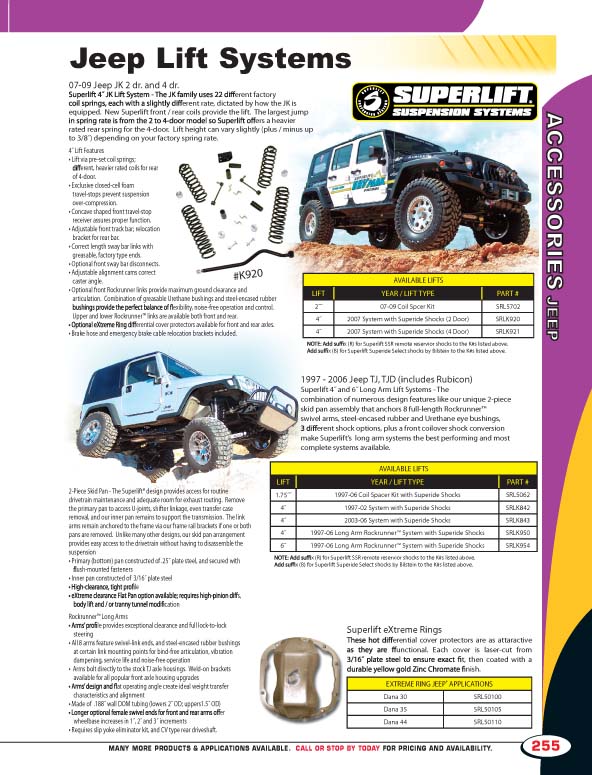 Jeep Lift Systems
07-09 Jeep JK 2 dr. and 4 dr.
Superlift 4˝ JK Lift System - The JK family uses 22 different factory
coil springs, each with a slightly different rate, dictated by how the JK is
equipped.  New Superlift front / rear coils provide the lift.  The largest jump
in spring rate is from the 2 to 4-door model so Superlift offers a heavier
rated rear spring for the 4-door.  Lift height can vary slightly (plus / minus up
to 3/8˝) depending on your factory spring rate.
SUPERLIFT
SUSPENSION SYSTEMS
ACCESSORIES JEEP
4˝ Lift Features
• Lift via pre-set coil springs;
different, heavier rated coils for rear
of 4-door.
• Exclusive closed-cell foam
travel-stops prevent suspension
over-compression.
• Concave shaped front travel-stop
receiver assures proper function.
• Adjustable front track bar; relocation
bracket for rear bar.
• Correct length sway bar links with
greasable, factory type ends.
• Optional front sway bar disconnects.
• Adjustable alignment cams correct
caster angle.
• Optional front Rockrunner links provide maximum ground clearance and
articulation.  Combination of greasable Urethane bushings and steel-encased rubber
bushings provide the perfect balance of flexibility, noise-free operation and control.
Upper and lower Rockrunner™ links are available both front and rear.
• Optional eXtreme Ring differential cover protectors available for front and rear axles.
• Brake hose and emergency brake cable relocation brackets included.
#K920
AVAILABLE LIFTS
LIFT YEAR / LIFT TYPE PART #
2˝˝ 07-09 Coil Spcer Kit SRL5702
4˝ 2007 System with Superide Shocks (2 Door) SRLK920
4˝ 2007 System with Superide Shocks (4 Door) SRLK921
NOTE: Add suffix (R) for Superlift SSR remote reservoir shocks to the Kits listed above.
Add suffix (B) for Superlift Superide Select shocks by Bilstein to the Kits listed above.
1997 - 2006 Jeep TJ, TJD (includes Rubicon)
Superlift 4˝ and 6˝ Long Arm Lift Systems - The
combination of numerous design features like our unique 2-piece
skid pan assembly that anchors 8 full-length Rockrunner™
swivel arms, steel-encased rubber and Urethane eye bushings,
3 different shock options, plus a front coilover shock conversion
make Superlift's  long arm systems the best performing and most
complete systems available.
AVAILABLE LIFTS
LIFT YEAR / LIFT TYPE PART #
1.75˝˝ 1997-06 Coil Spacer Kit with Superide Shocks SRL5062
4˝ 1997-02 System with Superide Shocks SRLK842
4˝ 2003-06 System with Superide Shocks SRLK843
4˝ 1997-06 Long Arm Rockrunner™ System with Superide Shocks SRLK950
6˝ 1997-06 Long Arm Rockrunner™ System with Superide Shocks SRLK954
NOTE: Add suffix (R) for Superlift SSR remote reservoir shocks to the Kits listed above.
Add suffix (B) for Superlift Superide Select shocks by Bilstein to the Kits listed above.
2-Piece Skid Pan - The Superlift® design provides access for routine
drivetrain maintenance and adequate room for exhaust routing.  Remove
the primary pan to access U-joints, shifter linkage, even transfer case
removal, and our inner pan remains to support the transmission.  The link
arms remain anchored to the frame via our frame rail brackets if one or both
pans are removed.  Unlike many other designs, our skid pan arrangement
provides easy access to the drivetrain without having to disassemble the
suspension
• Primary (bottom) pan constructed of .25˝ plate steel, and secured with
flush-mounted fasteners
• Inner pan constructed of 3/16˝ plate steel
• High-clearance, tight profile
• eXtreme clearance Flat Pan option available; requires high-pinion diffs,
body lift and / or tranny tunnel modification
Rockrunner™ Long Arms
• Arms' profile provides exceptional clearance and full lock-to-lock
steering
• All 8 arms feature swivel-link ends, and steel-encased rubber bushings
at certain link mounting points for bind-free articulation, vibration
dampening, service life and noise-free operation
•  Arms bolt directly to the stock TJ axle housings.  Weld-on brackets
available for all popular front axle housing upgrades
• Arms' design and flat operating angle create ideal weight transfer
characteristics and alignment
• Made of .188˝ wall DOM tubing (lowers 2˝ OD; uppers1.5˝ OD)
• Longer optional female swivel ends for front and rear arms offer
wheelbase increases in 1˝, 2˝ and 3˝ increments
• Requires slip yoke eliminator kit, and CV type rear driveshaft.
Superlift eXtreme Rings
These hot differential cover protectors are as attaractive
as they are ffunctional. Each cover is laser-cut from
3/16˝ plate steel to ensure exact fit, then coated with a
durable yellow gold Zinc Chromate finish.
EXTREME RING JEEP® APPLICATIONS
Dana 30 SRL50100
Dana 35 SRL50105
Dana 44 SRL50110
MANY MORE PRODUCTS & APPLICATIONS AVAILABLE.  CALL OR STOP BY TODAY FOR PRICING AND AVAILABILITY.
255